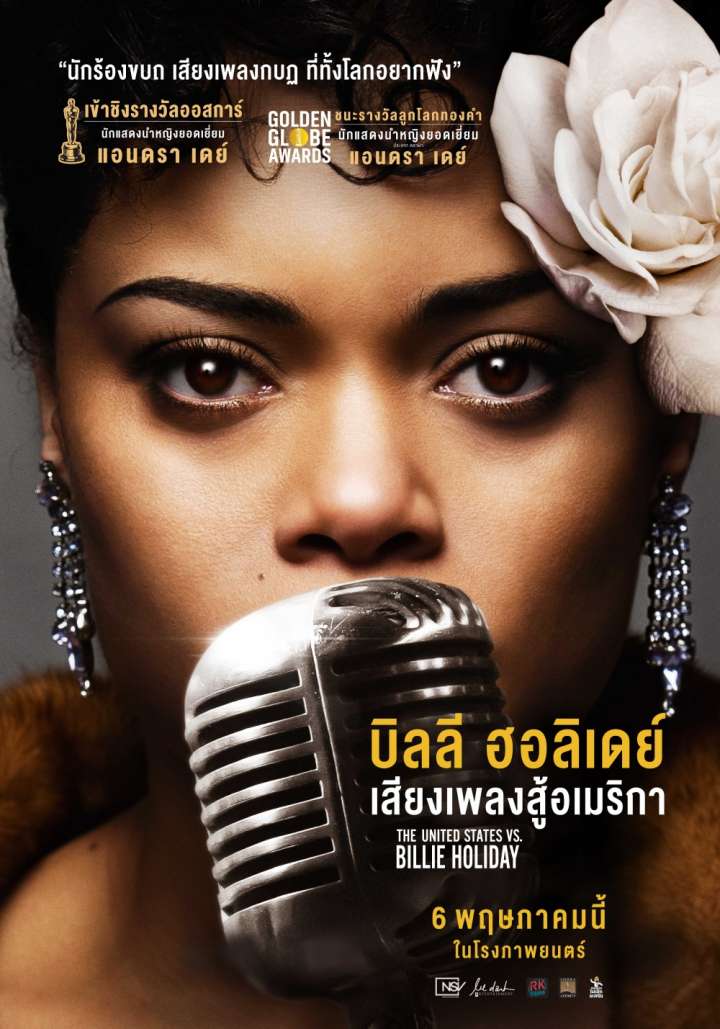 “นักร้องขบถ เสียงเพลงกบฏ ที่ทั้งโลกอยากฟัง”
เข้าชิงรางวัลออสการ์
นักแสดงนำหญิงยอดเยี่ยม
แอนดรา เดย์
GOLDEN
GLOBE
AWARDS
ชนะรางวัลลูกโลกทองคำ
นักแสดงนำหญิงยอดเยี่ยม
แอนดรา เดย์
บิลลี ฮอลิเดย์
เสียงเพลงสู้อเมริกา
THE UNITED STATES VS.
BILLIE HOLIDAY
6 พฤษภาคมนี้
ในโรงภาพยนตร์
RK